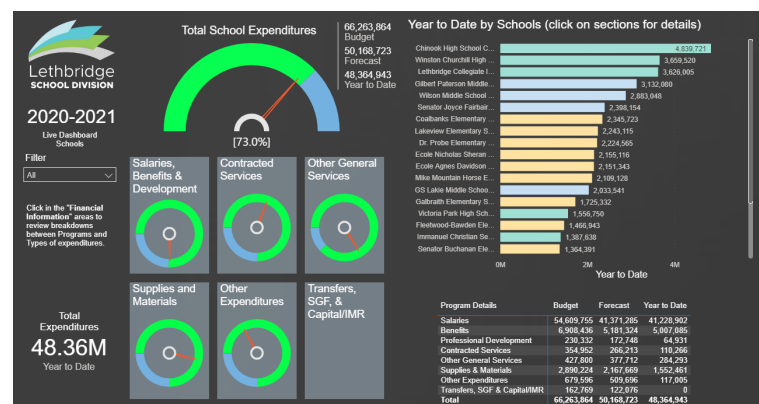 Lethbridge
SCHOOL DIVISION
2020-2021
Live Dashboard
Schools
Filter
All
Click in the "Financial
Information" areas to
review breakdowns
between Programs and
Types of expenditures.
Total
Expenditures
48.36M
Year to Date
Total School Expenditures
66,263,864
Budget
50,168,723
Forecast
48,364,943
Year to Date
[73.0%]
Salaries,
Benefits &
Development
Contracted
Services
Other General
Services
Supplies and
Materials
Other
Expenditures
Transfers,
SGF, &
Capital/IMR
Year to Date by Schools (click on sections for details)
Chinook High School C... 4,839,721
Winston Churchill High ... 3,659,520
Lethbridge Collegiate I... 3,626,005
Gilbert Paterson Middle... 3,132,080
Wilson Middle School ... 2,883,048
Senator Joyce Fairbair... 2,398,154
Coalbanks Elementary ... 2,345,723
Lakeview Elementary S... 2,243,115
Dr. Probe Elementary ... 2,224,565
Ecole Nicholas Sheran ... 2,155,116
Ecole Agnes Davidson ... 2,151,343
Mike Mountain Horse E... 2,109,128
GS Lakie Middle Schoo... 2,033,541
Galbraith Elementary S... 1,725,332
Victoria Park High Sch... 1,556,750
Fleetwood-Bawden Ele... 1,466,943
Immanuel Christian Se... 1,387,638
Senator Buchanan Ele... 1,364,391
0M 2M 4M
Year to Date
Program Details Budget Forecast Year to Date
Salaries 54,609,755 41,371,285 41,228,902
Benefits 6,908,436 5,181,324 5,007,085
Professional Development 230,332 172,748 64,931
Contracted Services 354,952 266,213 110,266
Other General Services 427,800 377,712 284,293
Supplies & Materials 2,890,224 2,167,669 1,552,461
Other Expenditures 679,596 509,696 117,005
Transfers, SGF & Capital/IMR 162,769 122,076 0
Total 66,263,864 50,168,723 48,364,943